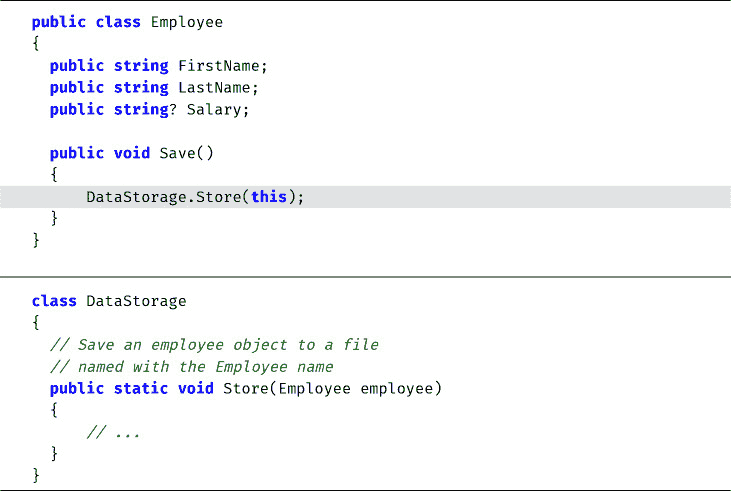 public class Employee
{
  public string FirstName;
  public string LastName;
  public string? Salary;

  public void Save()
  {
      DataStorage.Store(this);
  }
}

class DataStorage
{
  // Save an employee object to a file
  // named with the Employee name
  public static void Store(Employee employee)
  {
      // ...
  }
}